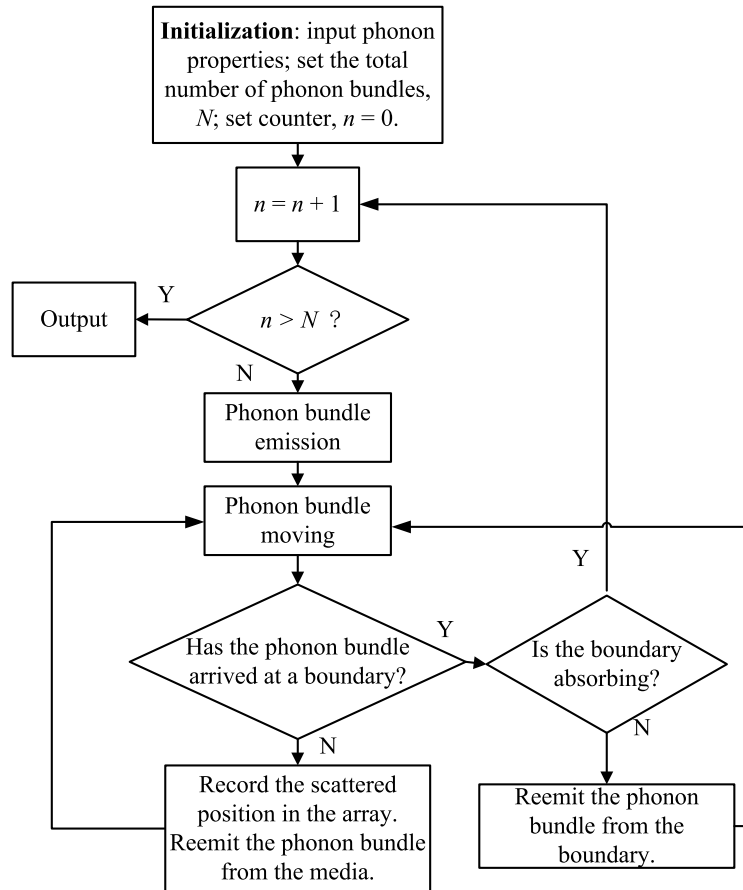 Initialization: input phonon
properties; set the total
number of phonon bundles,
N; set counter, n = 0.
n = n + 1
Y
Output
n > N ?
N
Phonon bundle
emission
Phonon bundle
moving
Y
Y
Has the phonon bundle
arrived at a boundary?
Is the boundary
absorbing?
N
N
Record the scattered
position in the array.
Reemit the phonon bundle
from the media.
Reemit the phonon
bundle from the
boundary.